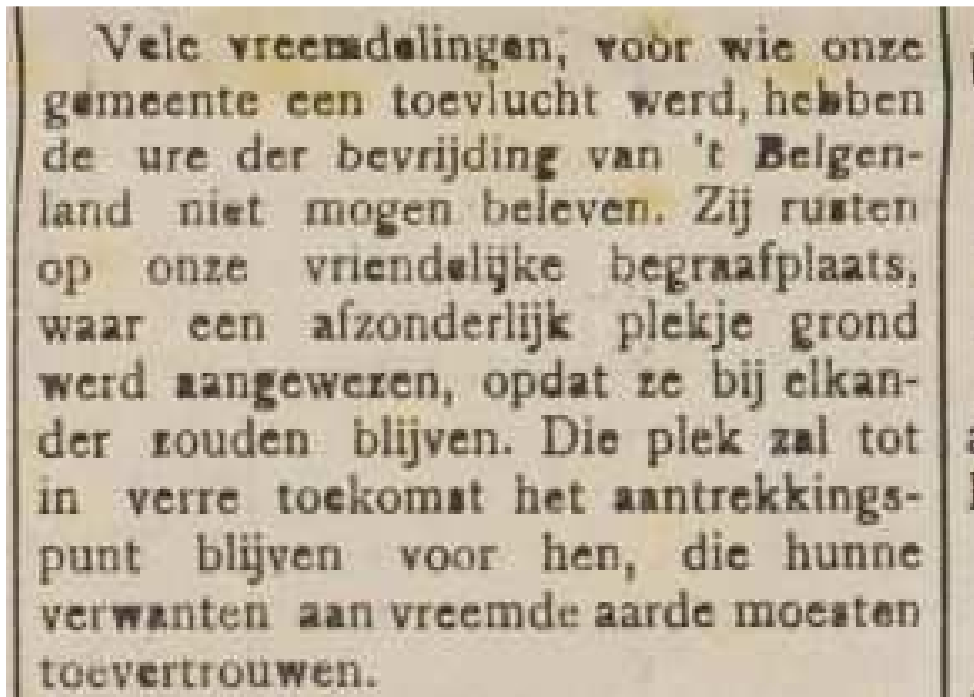 Vele vreemdelingen, voor wie onze
gemeente een toevlucht werd, hebben
de ure der bevrijding van 't Belgen-
land niet mogen beleven. Zij rusten
op onze vriendelijke begraafplaats,
waar een afzonderlijk plekje grond
werd aangewezen, opdat ze bij elkan-
der zouden blijven. Die plek zal tot
in verre toekomst het aantrekkings-
punt blijven voor hen, die hunne
verwanten aan vreemde aarde moesten
toevertrouwen.